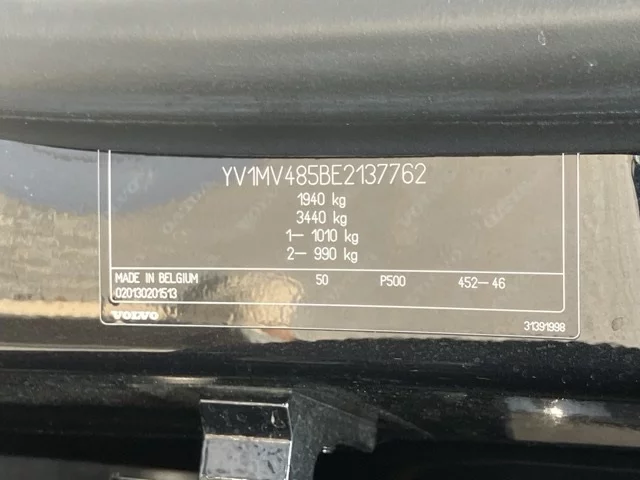 YV1MV485BE2137762
1940 kg
3440 kg
1- 1010 kg
2- 990 kg
MADE IN BELGIUM 50 P500 452-46
020130201513
VOLVO 31391998